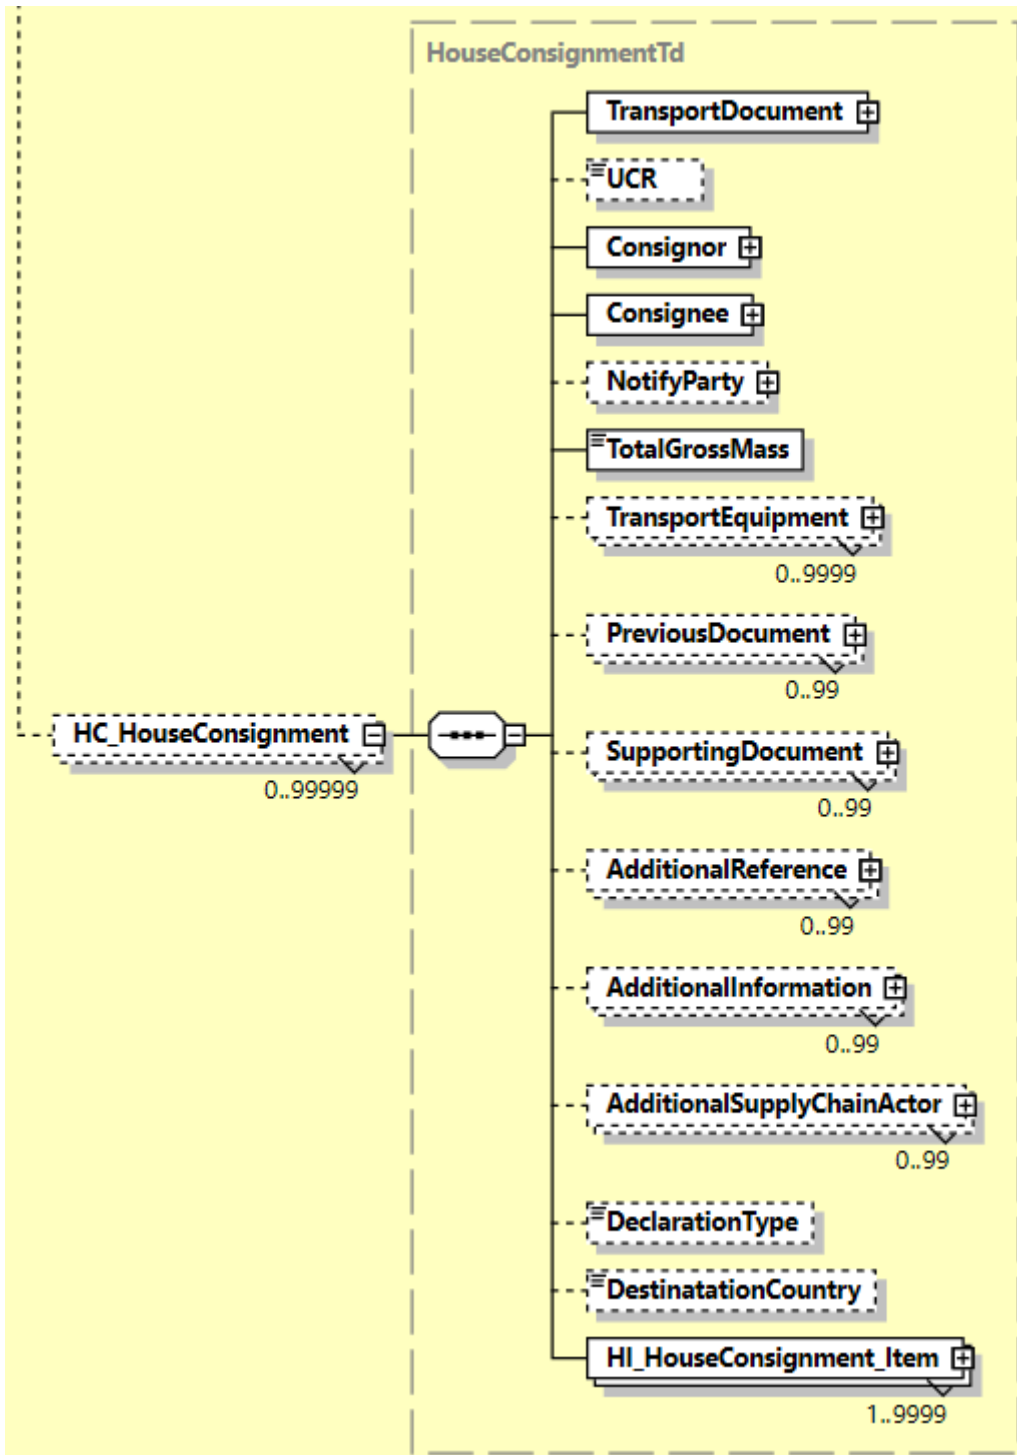 HouseConsignmentTd
TransportDocument
UCR
Consignor
Consignee
NotifyParty
TotalGrossMass
TransportEquipment
0..9999
PreviousDocument
0..99
HC_HouseConsignment
0..99999
SupportingDocument
0..99
AdditionalReference
0..99
AdditionalInformation
0..99
AdditionalSupplyChainActor
0..99
DeclarationType
DestinatationCountry
HI_HouseConsignment_Item
1..9999